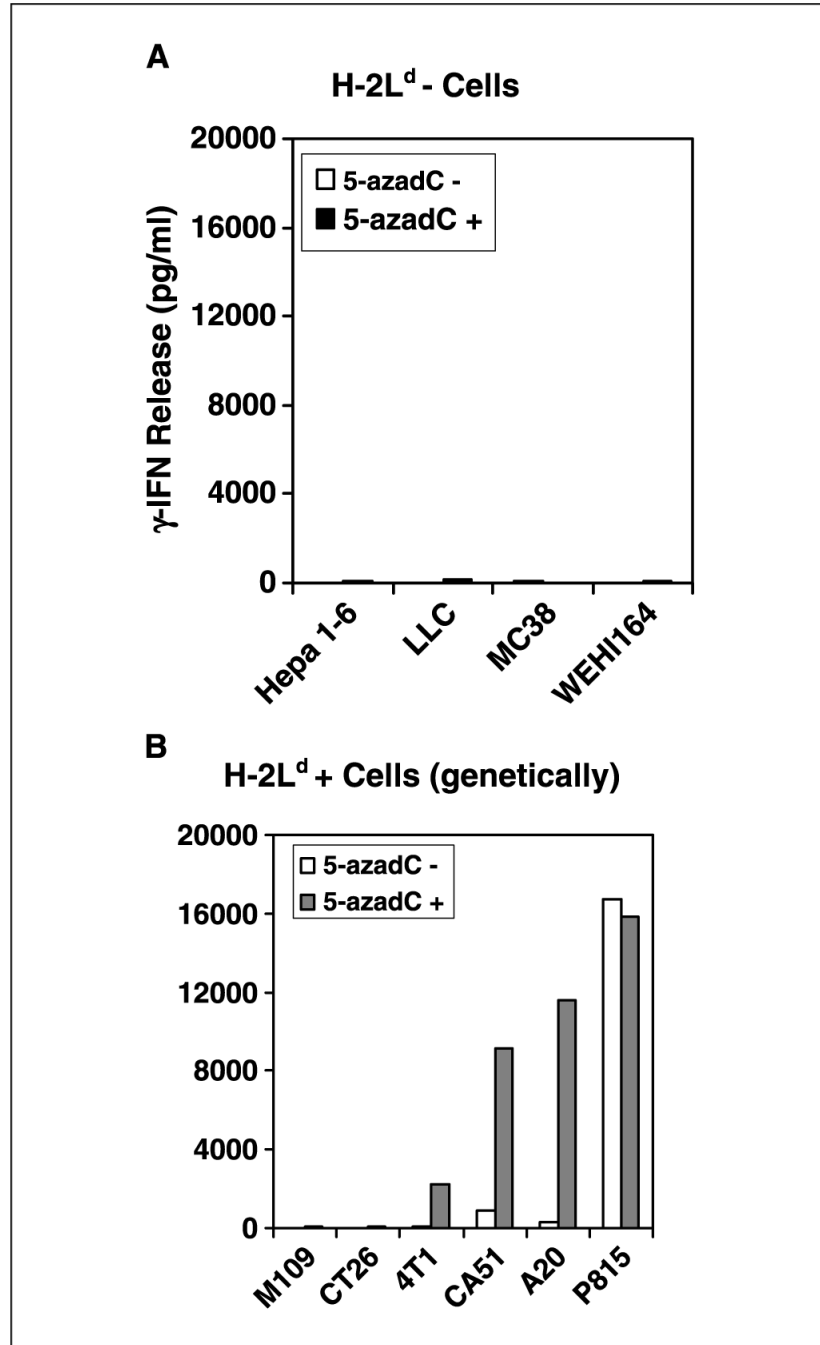 A
H-2Lᵈ - Cells
20000
16000
12000
8000
4000
0
γ-IFN Release (pg/ml)
5-azadC -
5-azadC +
Hepa 1-6
LLC
MC38
WEHI164
B
H-2Lᵈ + Cells (genetically)
20000
16000
12000
8000
4000
0
5-azadC -
5-azadC +
M109
CT26
4T1
CA51
A20
P815